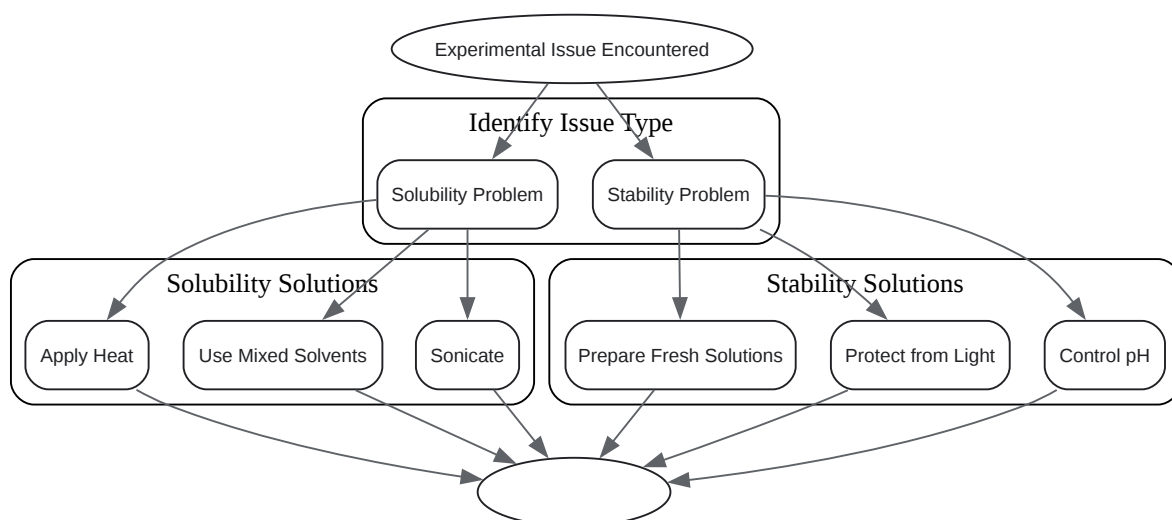 Experimental Issue Encountered
Identify Issue Type
Solubility Problem
Stability Problem
Solubility Solutions
Stability Solutions
Apply Heat
Use Mixed Solvents
Sonicate
Prepare Fresh Solutions
Protect from Light
Control pH